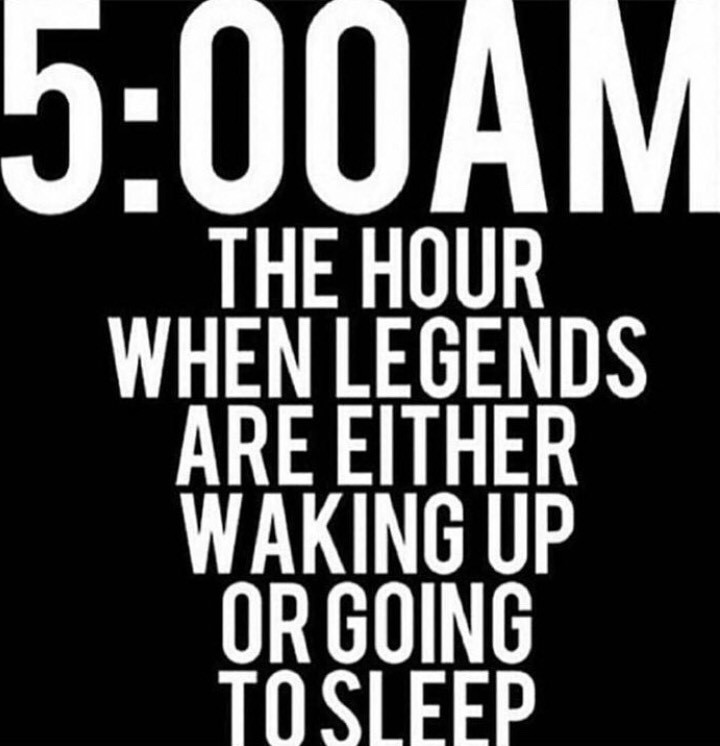 5:00AM
THE HOUR
WHEN LEGENDS
ARE EITHER
WAKING UP
OR GOING
TO SLEEP